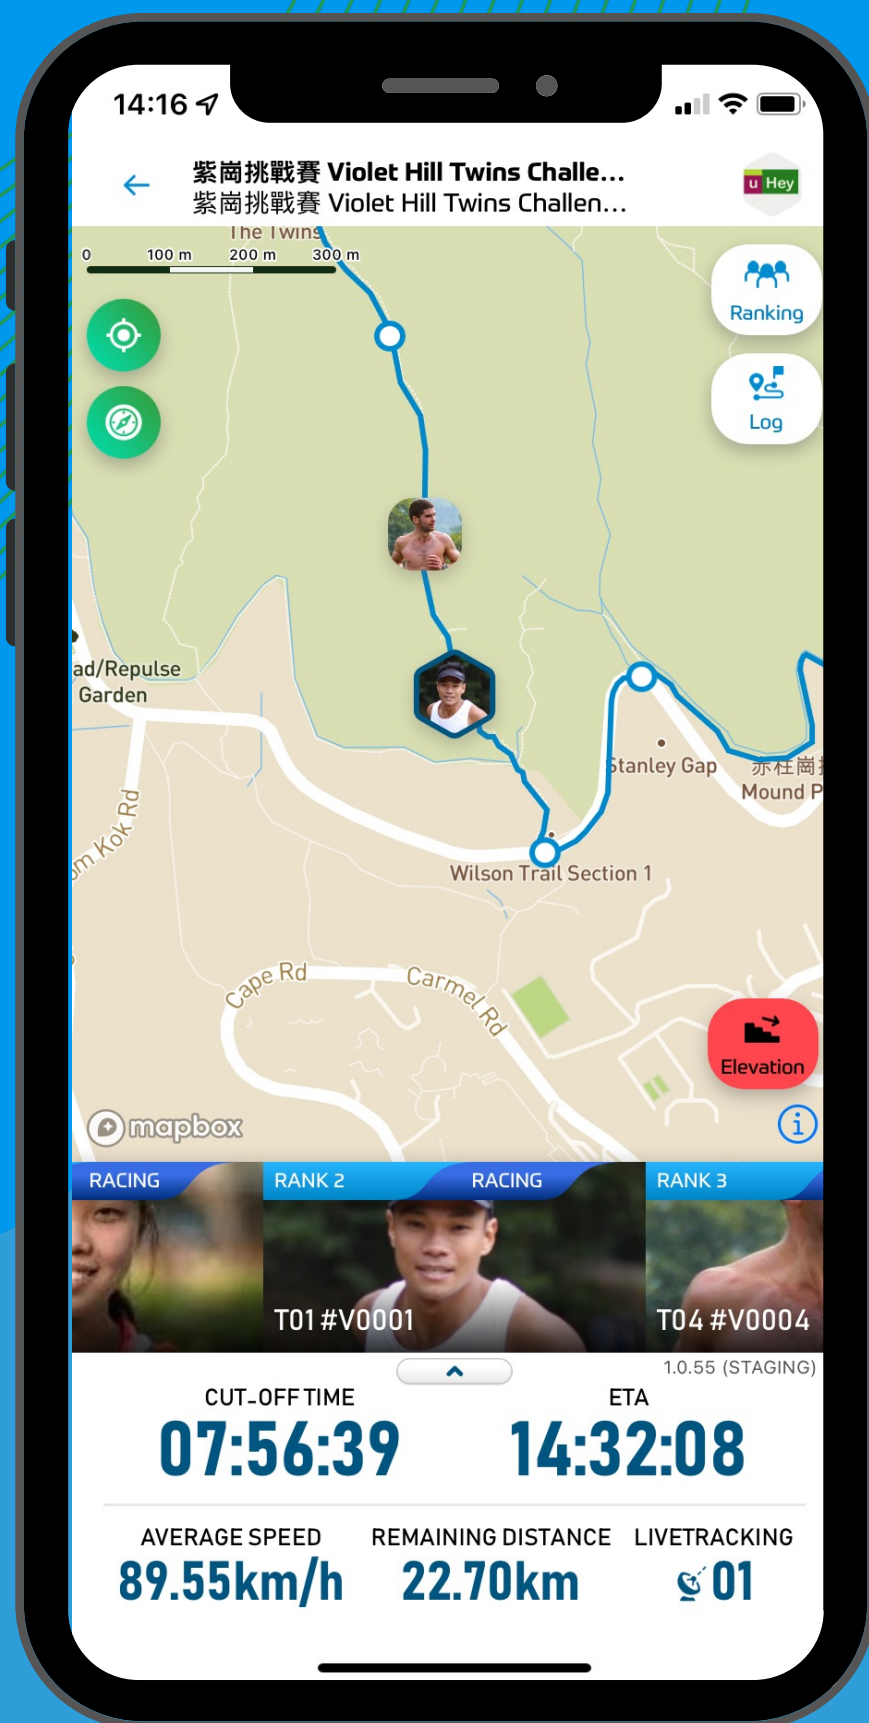 14:16
紫崗挑戰賽 Violet Hill Twins Challe...
紫崗挑戰賽 Violet Hill Twins Challen...
u Hey
The Twins
0 100 m 200 m 300 m
Ranking
Log
ad/Repulse
Garden
Stanley Gap
赤柱崗
Mound P
om Kok Rd
Wilson Trail Section 1
Cape Rd
Carmel Rd
Elevation
mapbox
i
RACING
RANK 2
RACING
RANK 3
T01 #V0001
T04 #V0004
1.0.55 (STAGING)
CUT-OFF TIME
ETA
07:56:39
14:32:08
AVERAGE SPEED
REMAINING DISTANCE
LIVETRACKING
89.55km/h
22.70km
01